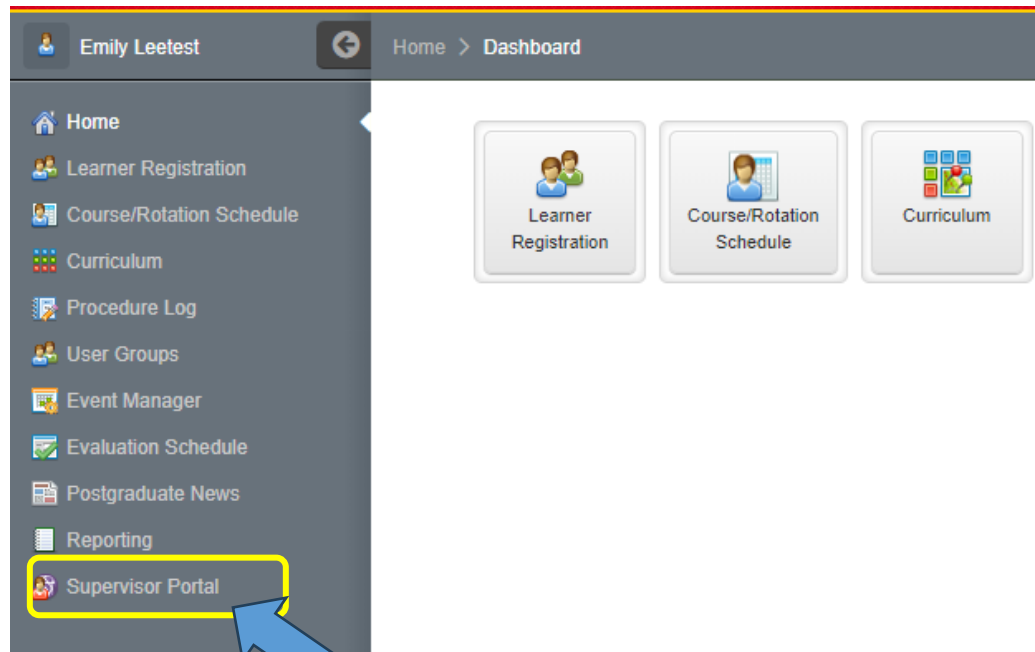 Emily Leetest
Home > Dashboard
Home
Learner Registration
Course/Rotation Schedule
Curriculum
Procedure Log
User Groups
Event Manager
Evaluation Schedule
Postgraduate News
Reporting
Supervisor Portal
Learner
Registration
Course/Rotation
Schedule
Curriculum